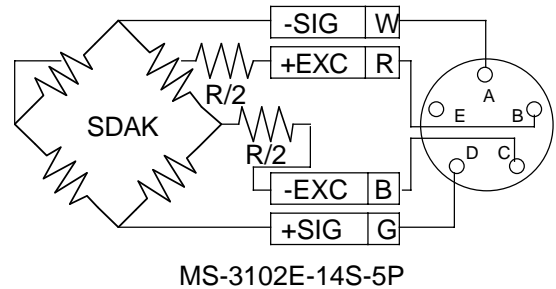 -SIG W
+EXC R
R/2
SDAK
R/2
-EXC B
+SIG G
A
E B
D C
MS-3102E-14S-5P